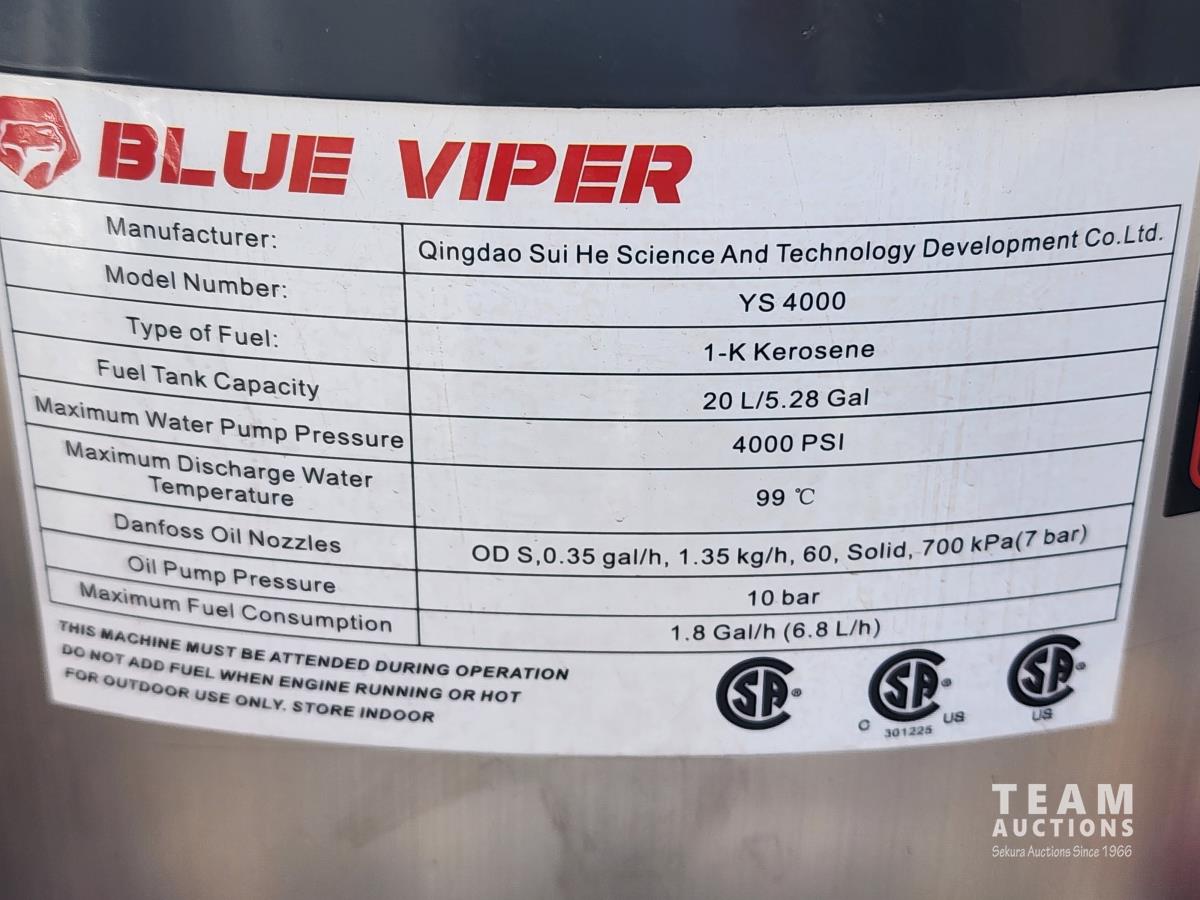 BLUE VIPER
Manufacturer: Qingdao Sui He Science And Technology Development Co.Ltd.
Model Number: YS 4000
Type of Fuel: 1-K Kerosene
Fuel Tank Capacity 20 L/5.28 Gal
Maximum Water Pump Pressure 4000 PSI
Maximum Discharge Water
Temperature 99 ℃
Danfoss Oil Nozzles OD S,0.35 gal/h, 1.35 kg/h, 60, Solid, 700 kPa(7 bar)
Oil Pump Pressure 10 bar
Maximum Fuel Consumption 1.8 Gal/h (6.8 L/h)
THIS MACHINE MUST BE ATTENDED DURING OPERATION
DO NOT ADD FUEL WHEN ENGINE RUNNING OR HOT
FOR OUTDOOR USE ONLY. STORE INDOOR
SA® SA® SA®
C US US
301225
TEAM
AUCTIONS
Sekura Auctions Since 1966